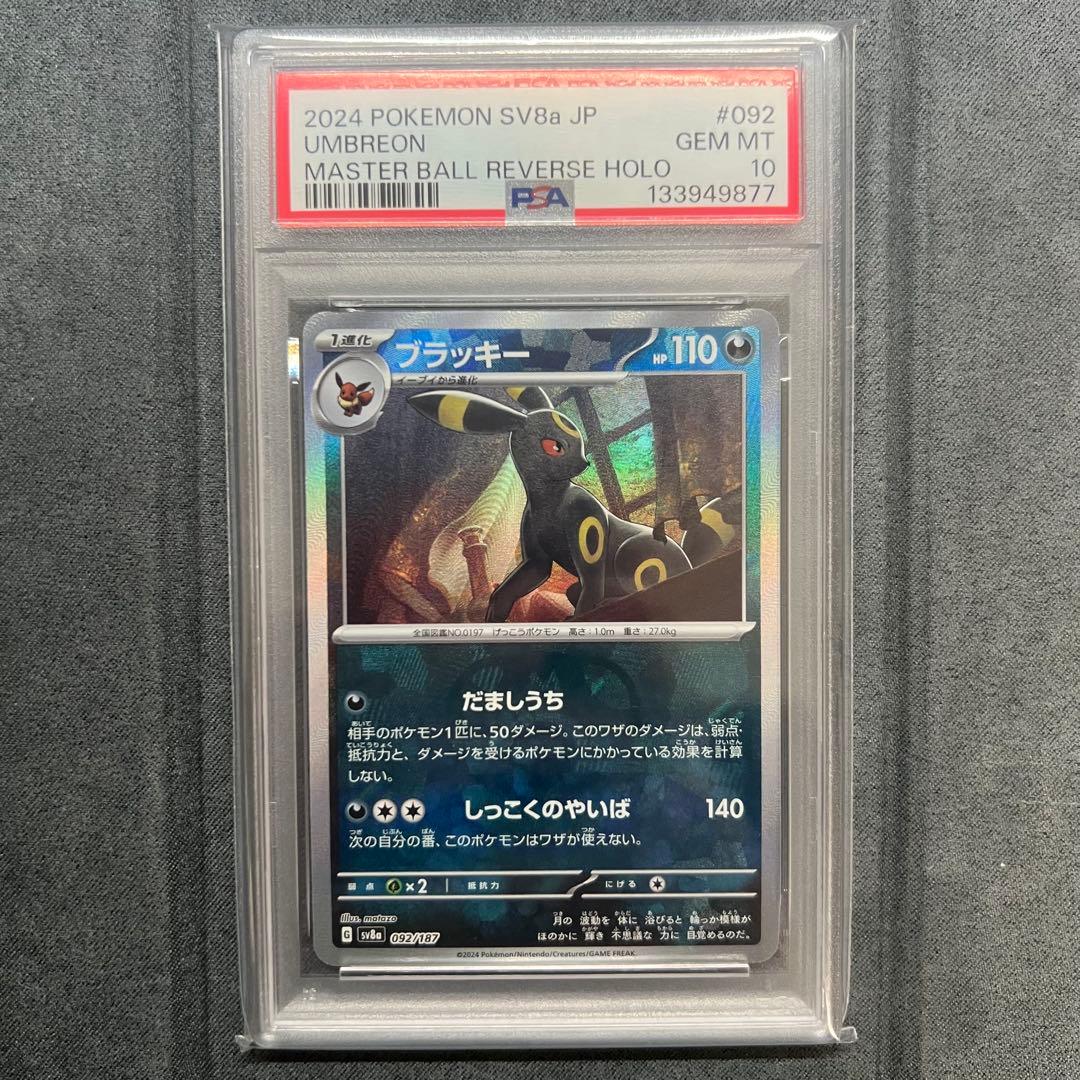 2024 POKEMON SV8a JP #092
UMBREON GEM MT
MASTER BALL REVERSE HOLO 10
PSA 133949877
1進化 ブラッキー HP 110
イーブイから進化
全国図鑑NO.0197 げっこうポケモン 高さ:1.0m 重さ:27.0kg
だましうち
相手のポケモン1匹に、50ダメージ。このワザのダメージは、弱点・
抵抗力と、ダメージを受けるポケモンにかかっている効果を計算
しない。
しっこくのやいば 140
次の自分の番、このポケモンはワザが使えない。
弱点 ×2 抵抗力 にげる
Illus. matazo
月の 波動を 体に 浴びると 輪っか模様が
G SV8a 092/187
ほのかに 輝き 不思議な 力に 目覚めるのだ。
©2024 Pokémon/Nintendo/Creatures/GAME FREAK.